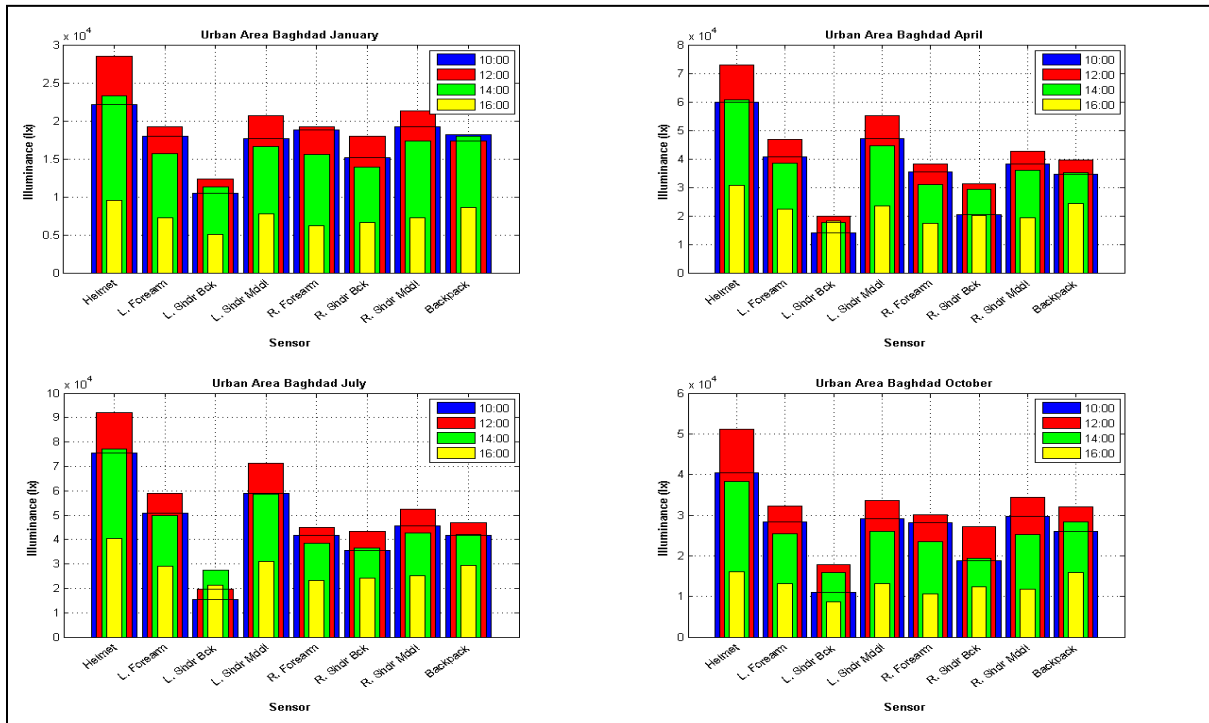 Urban Area Baghdad January
x 10^4
3
2.5
2
1.5
1
0.5
0
Illuminance (lx)
10:00
12:00
14:00
16:00
Helmet
L. Forearm
L. Shdr Bck
L. Shdr Mddl
R. Forearm
R. Shdr Bck
R. Shdr Mddl
Backpack
Sensor
Urban Area Baghdad April
x 10^4
8
7
6
5
4
3
2
1
0
Illuminance (lx)
10:00
12:00
14:00
16:00
Helmet
L. Forearm
L. Shdr Bck
L. Shdr Mddl
R. Forearm
R. Shdr Bck
R. Shdr Mddl
Backpack
Sensor
Urban Area Baghdad July
x 10^4
10
9
8
7
6
5
4
3
2
1
0
Illuminance (lx)
10:00
12:00
14:00
16:00
Helmet
L. Forearm
L. Shdr Bck
L. Shdr Mddl
R. Forearm
R. Shdr Bck
R. Shdr Mddl
Backpack
Sensor
Urban Area Baghdad October
x 10^4
6
5
4
3
2
1
0
Illuminance (lx)
10:00
12:00
14:00
16:00
Helmet
L. Forearm
L. Shdr Bck
L. Shdr Mddl
R. Forearm
R. Shdr Bck
R. Shdr Mddl
Backpack
Sensor